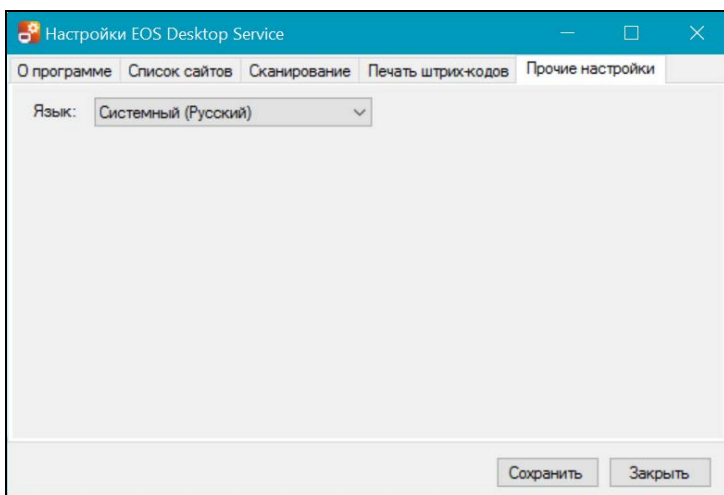 Настройки EOS Desktop Service
О программе Список сайтов Сканирование Печать штрих-кодов Прочие настройки
Язык: Системный (Русский)
Сохранить Закрыть